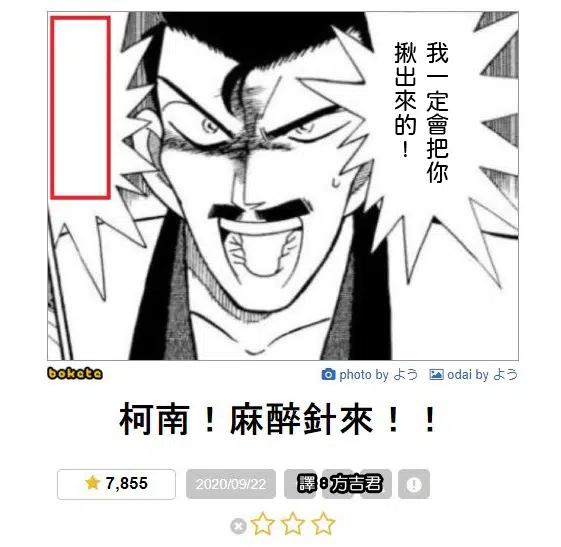 我一定會把你
揪出來的！
bokete
photo by よう
odai by よう
柯南！麻醉針來！！
7,855
2020/09/22
譯 8 方吉君